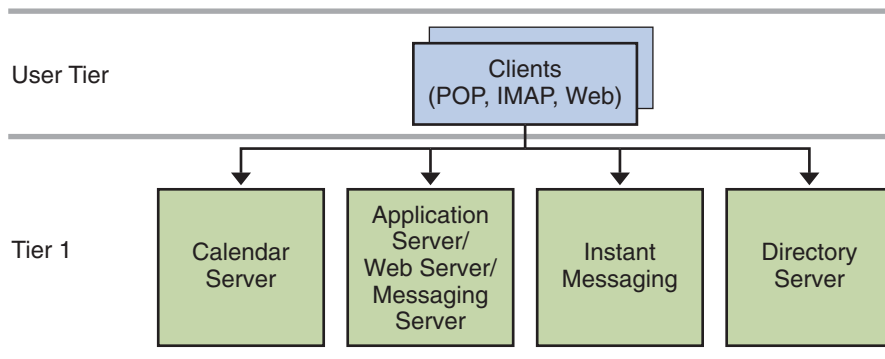 User Tier
Clients
(POP, IMAP, Web)
Tier 1
Calendar
Server
Application
Server/
Web Server/
Messaging
Server
Instant
Messaging
Directory
Server